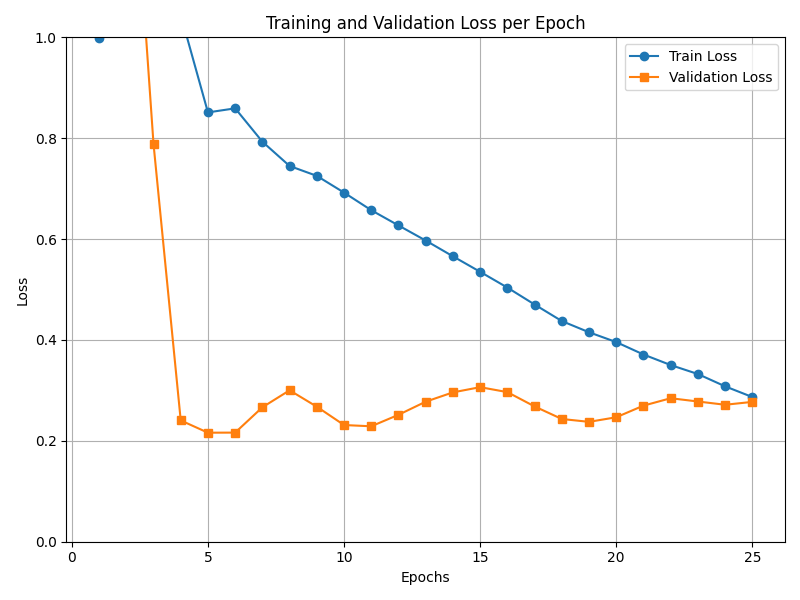 Training and Validation Loss per Epoch
Train Loss
Validation Loss
Loss
1.0
0.8
0.6
0.4
0.2
0.0
0 5 10 15 20 25
Epochs